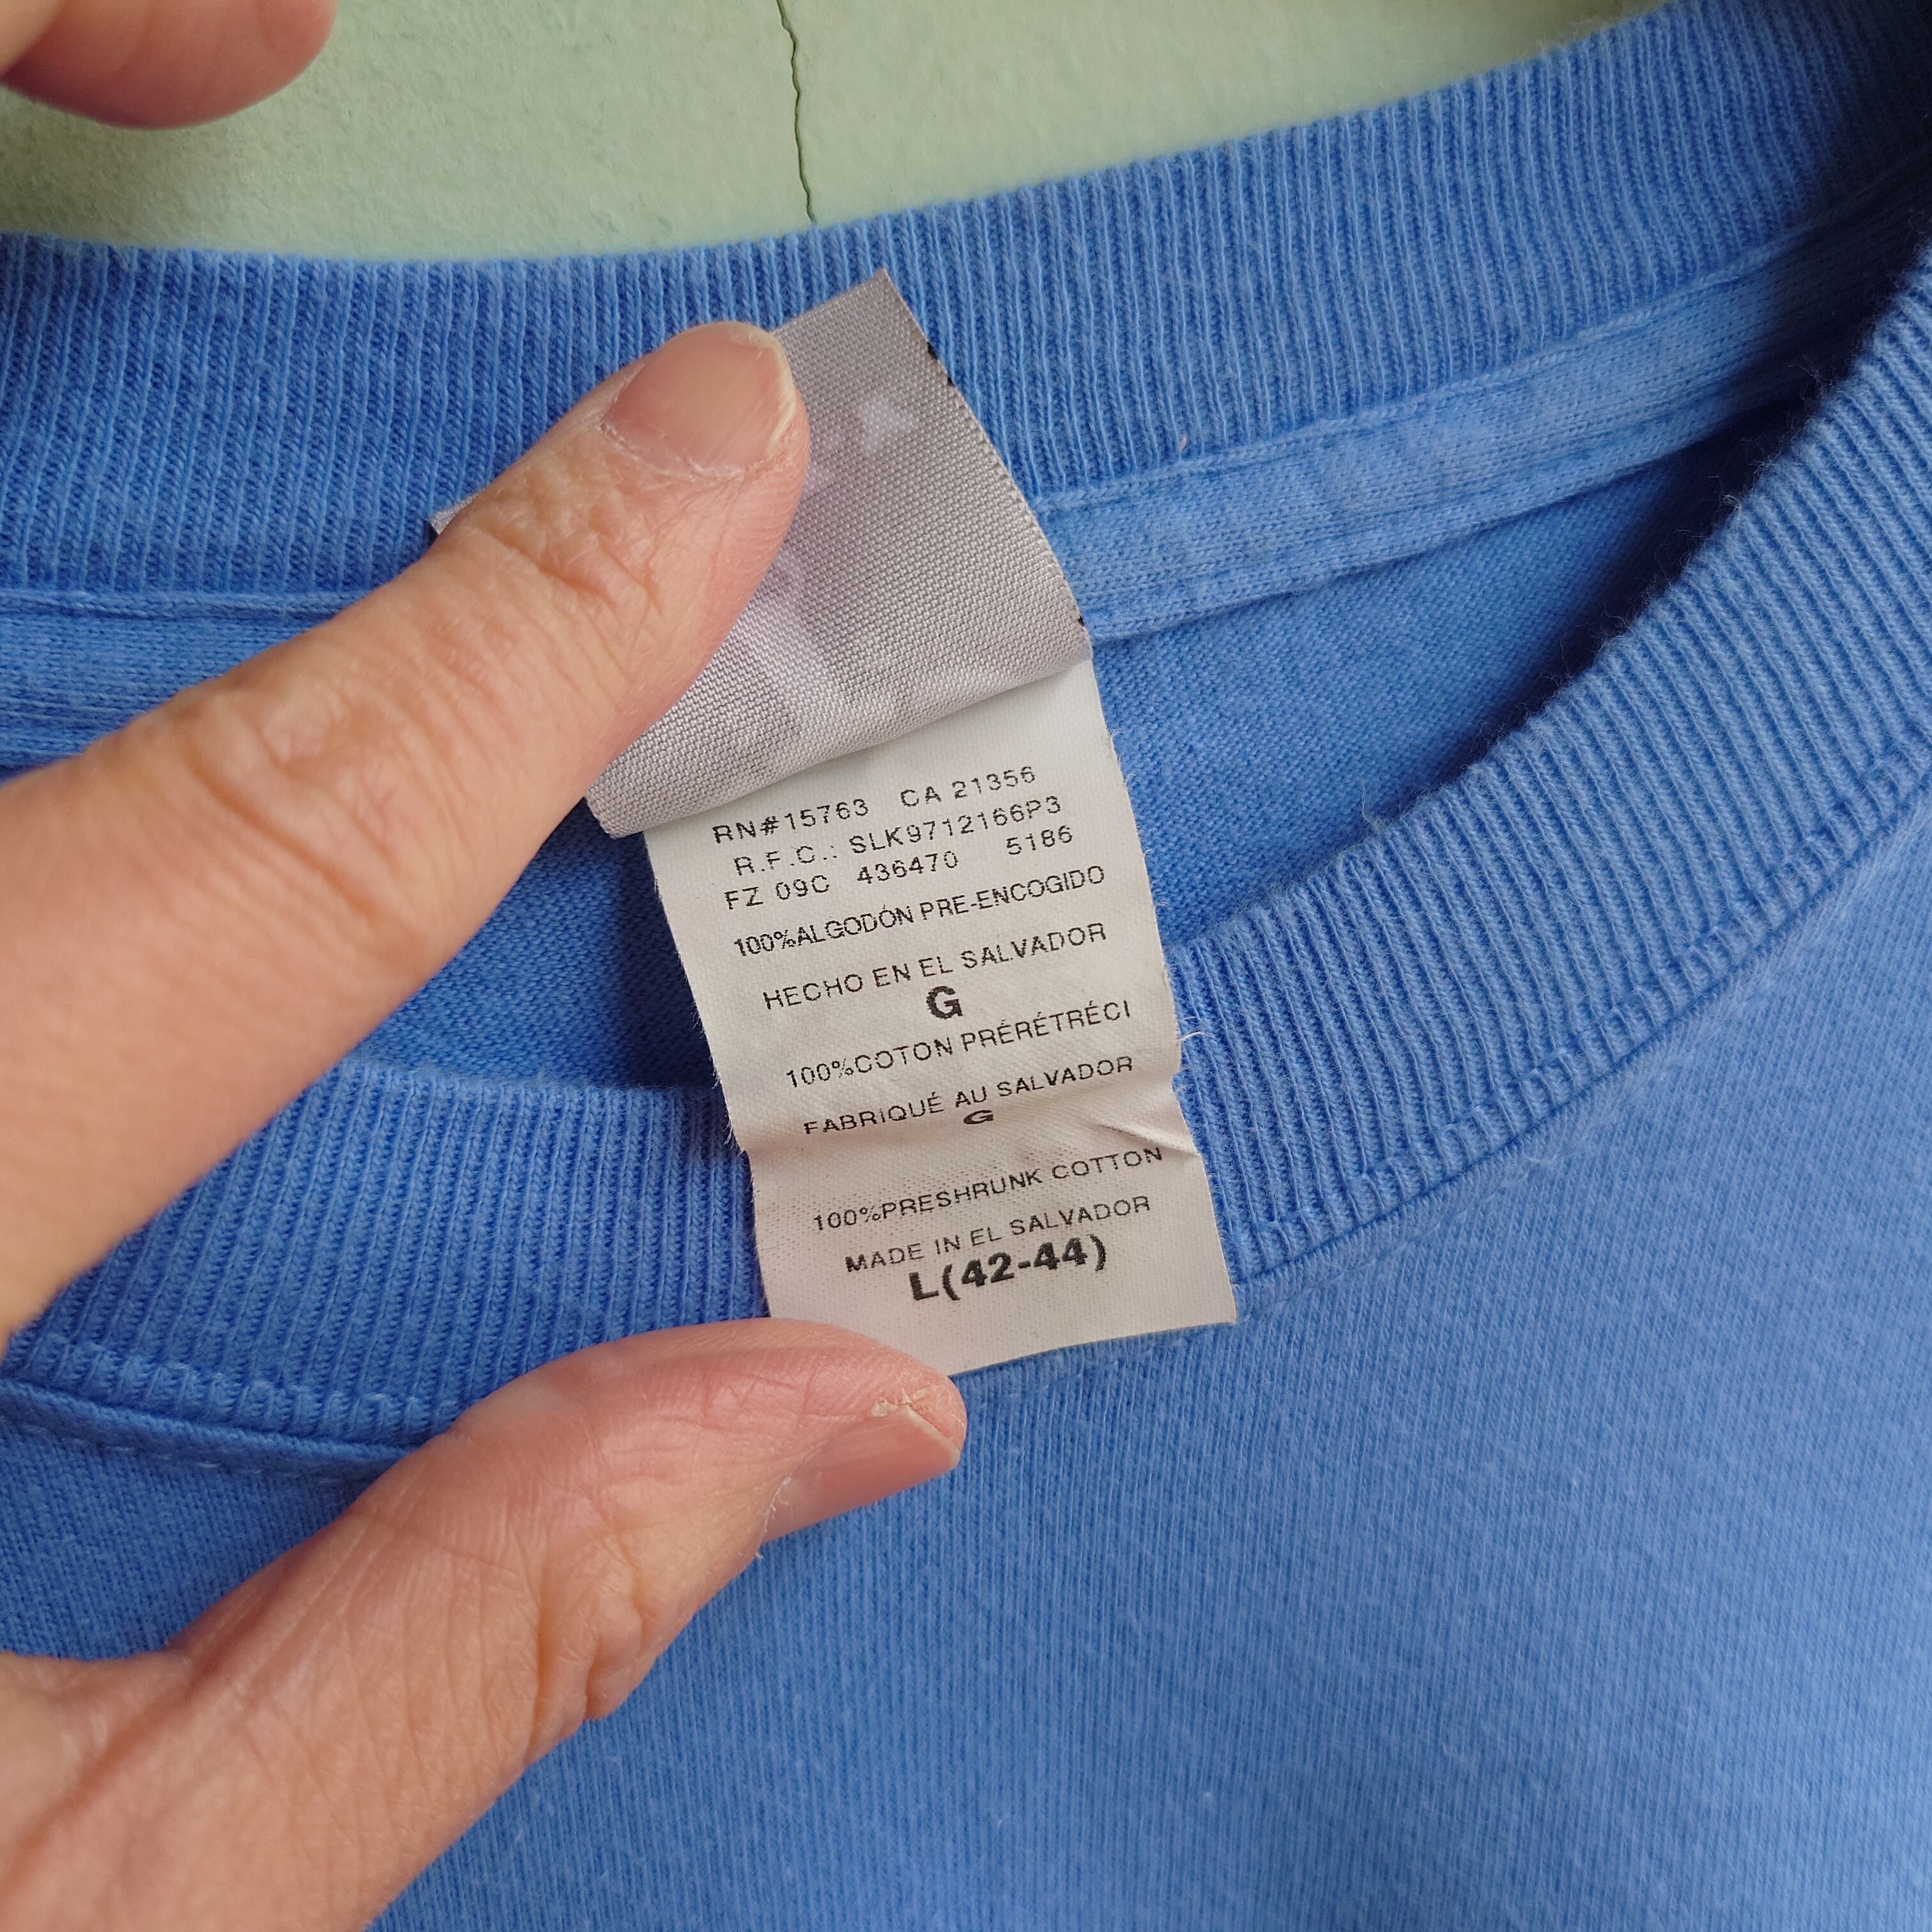 RN#15763 CA 21356
R.F.C.: SLK9712166P3
FZ 09C 436470 5186
100%ALGODÓN PRE-ENCOGIDO
HECHO EN EL SALVADOR
G
100%COTON PRÉRÉTRÉCI
FABRIQUÉ AU SALVADOR
G
100%PRESHRUNK COTTON
MADE IN EL SALVADOR
L(42-44)